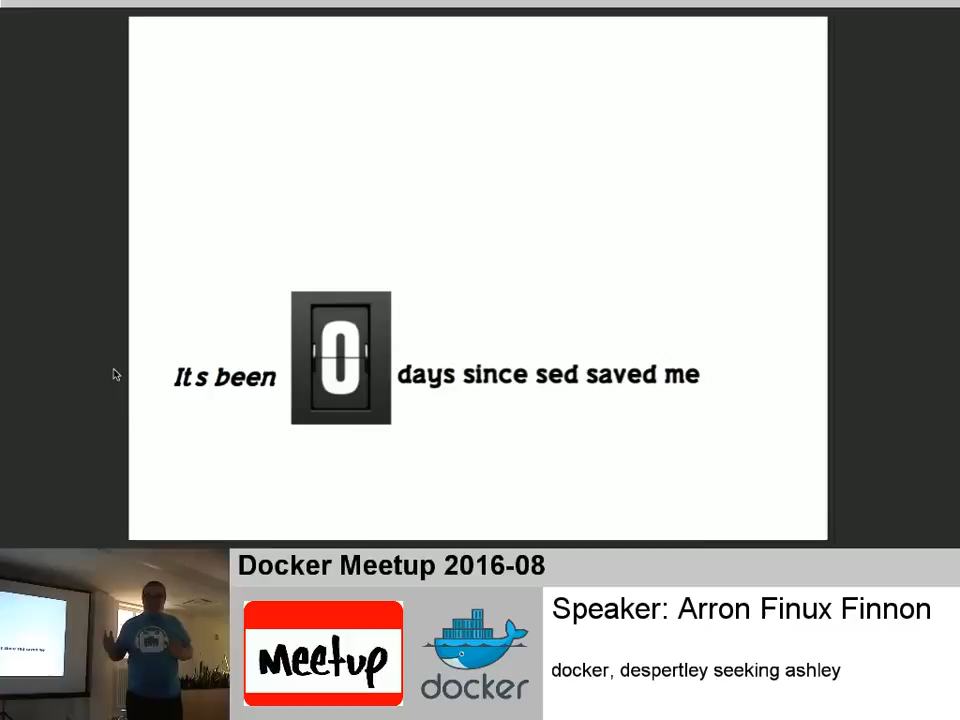 It s been 0 days since sed saved me
Docker Meetup 2016-08
Meetup
docker
Speaker: Arron Finux Finnon
docker, despertley seeking ashley